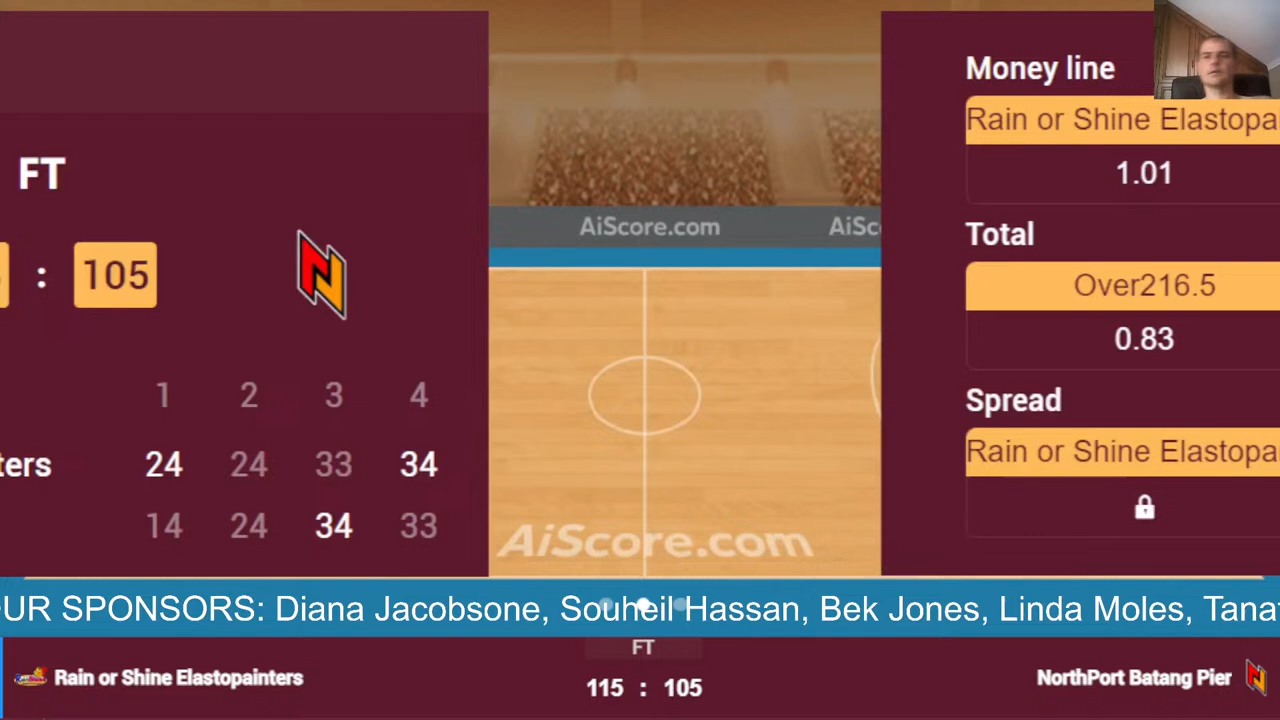 FT
: 105
1 2 3 4
ters 24 24 33 34
14 24 34 33
AiScore.com AiSc
AiScore.com
Money line
Rain or Shine Elastopa
1.01
Total
Over216.5
0.83
Spread
Rain or Shine Elastopa
UR SPONSORS: Diana Jacobsone, Souheil Hassan, Bek Jones, Linda Moles, Tana
FT
Rain or Shine Elastopainters 115 : 105 NorthPort Batang Pier